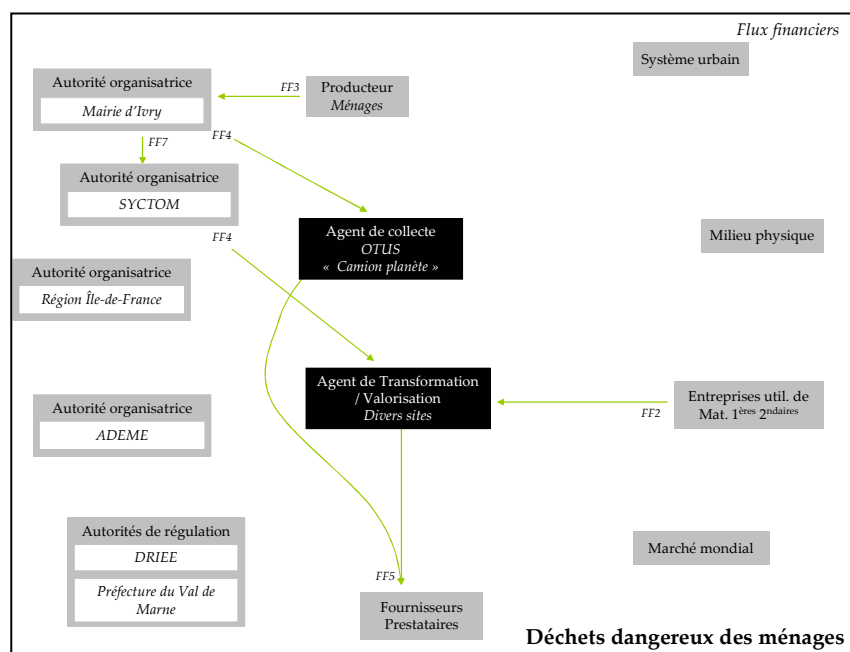 Flux financiers
Système urbain
Autorité organisatrice
Mairie d'Ivry
FF3
Producteur
Ménages
FF7
FF4
Autorité organisatrice
SYCTOM
FF4
Agent de collecte
OTUS
« Camion planète »
Milieu physique
Autorité organisatrice
Région Île-de-France
Agent de Transformation
/ Valorisation
Divers sites
FF2
Entreprises util. de
Mat. 1ères 2ndaires
Autorité organisatrice
ADEME
Autorités de régulation
DRIEE
Préfecture du Val de
Marne
Marché mondial
FF5
Fournisseurs
Prestataires
Déchets dangereux des ménages